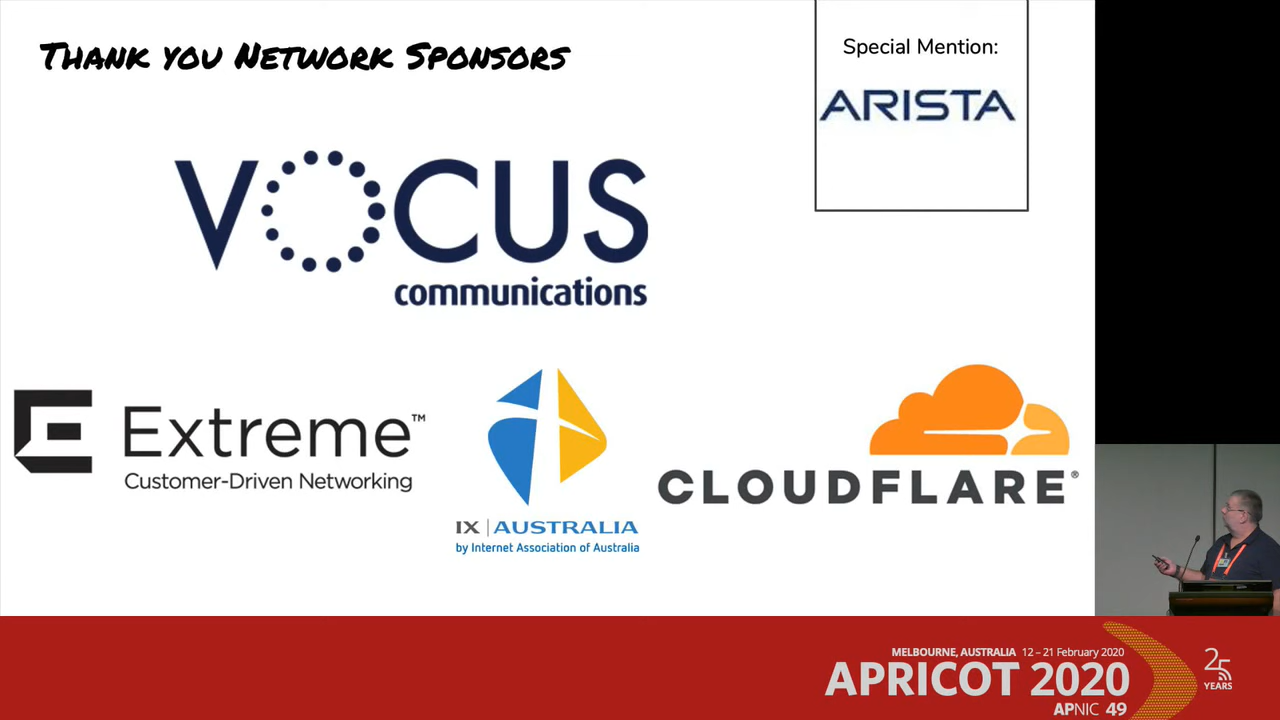 THANK YOU NETWORK SPONSORS
Special Mention:
ARISTA
VOCUS
communications
Extreme™
Customer-Driven Networking
IX | AUSTRALIA
by Internet Association of Australia
CLOUDFLARE®
MELBOURNE, AUSTRALIA 12 – 21 February 2020
APRICOT 2020
APNIC 49
25
YEARS